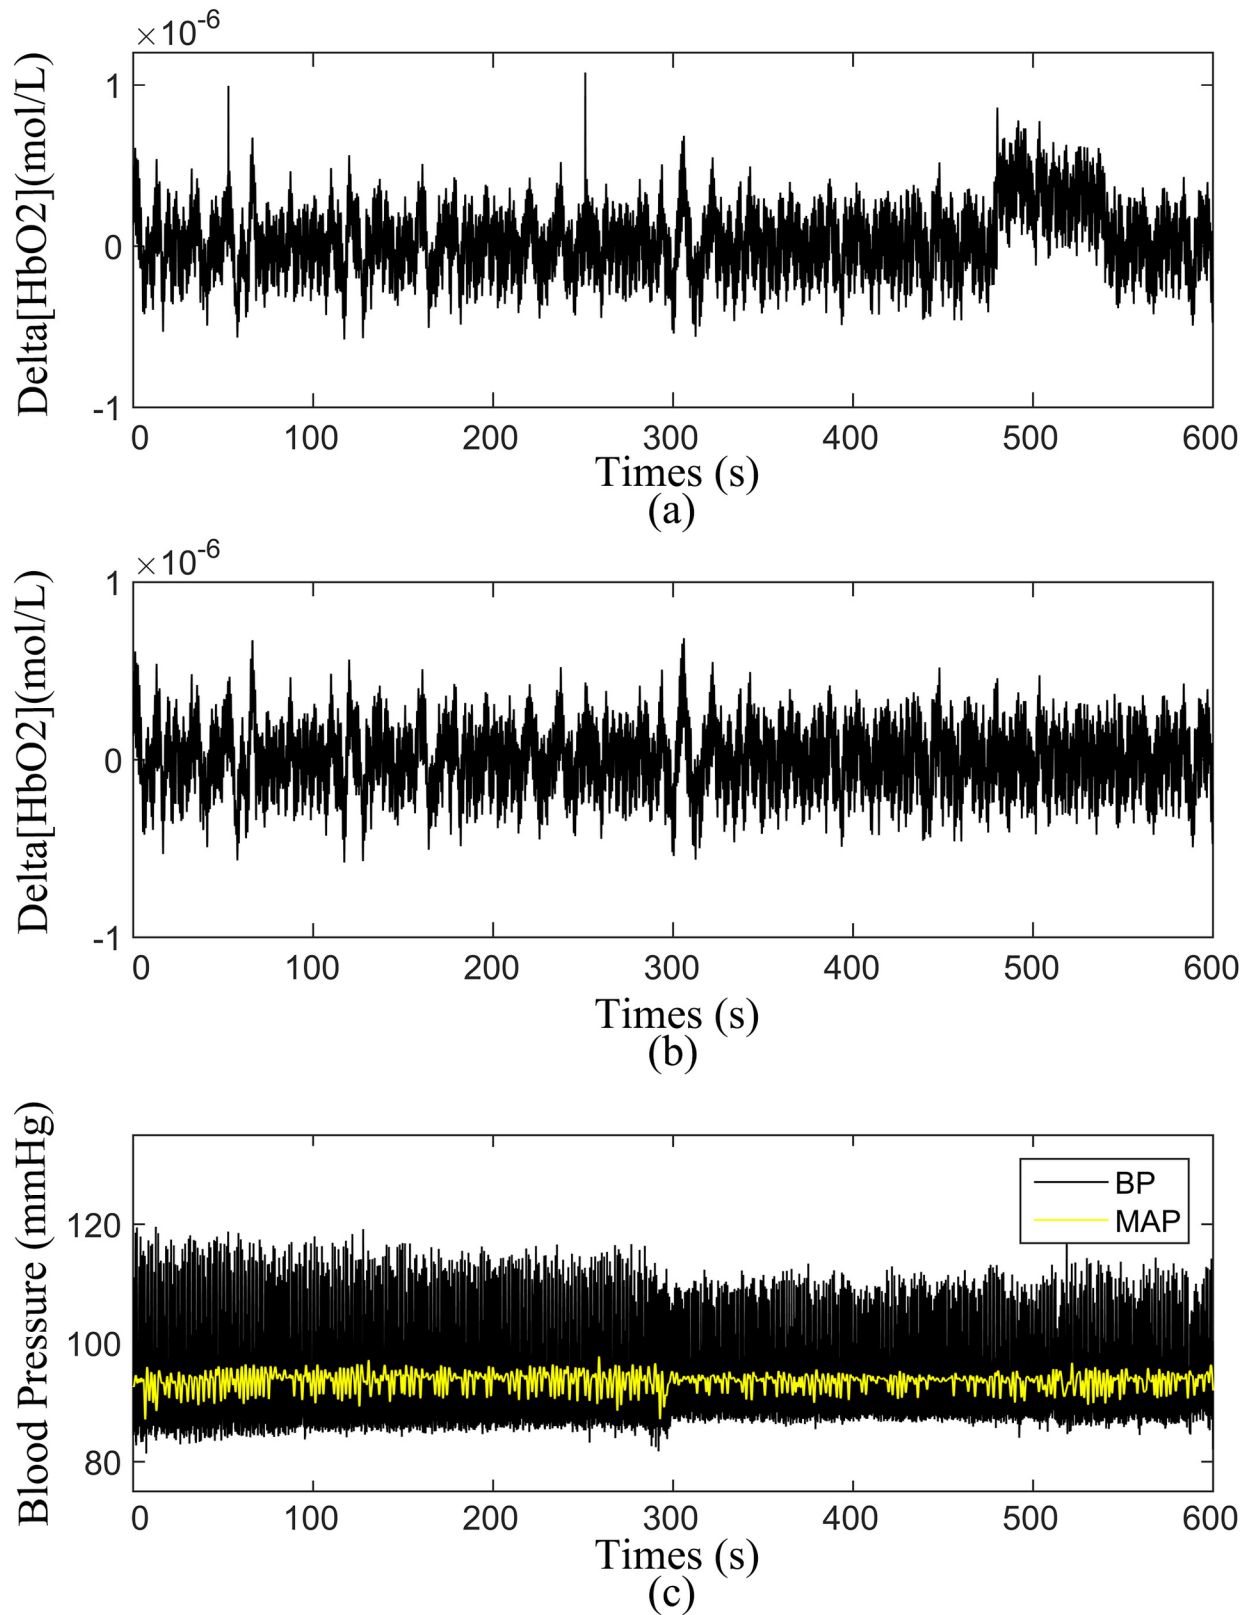 ×10-6
Delta[HbO2](mol/L)
1
0
-1
0 100 200 300 400 500 600
Times (s)
(a)
×10-6
Delta[HbO2](mol/L)
1
0
-1
0 100 200 300 400 500 600
Times (s)
(b)
Blood Pressure (mmHg)
BP
MAP
120
100
80
0 100 200 300 400 500 600
Times (s)
(c)